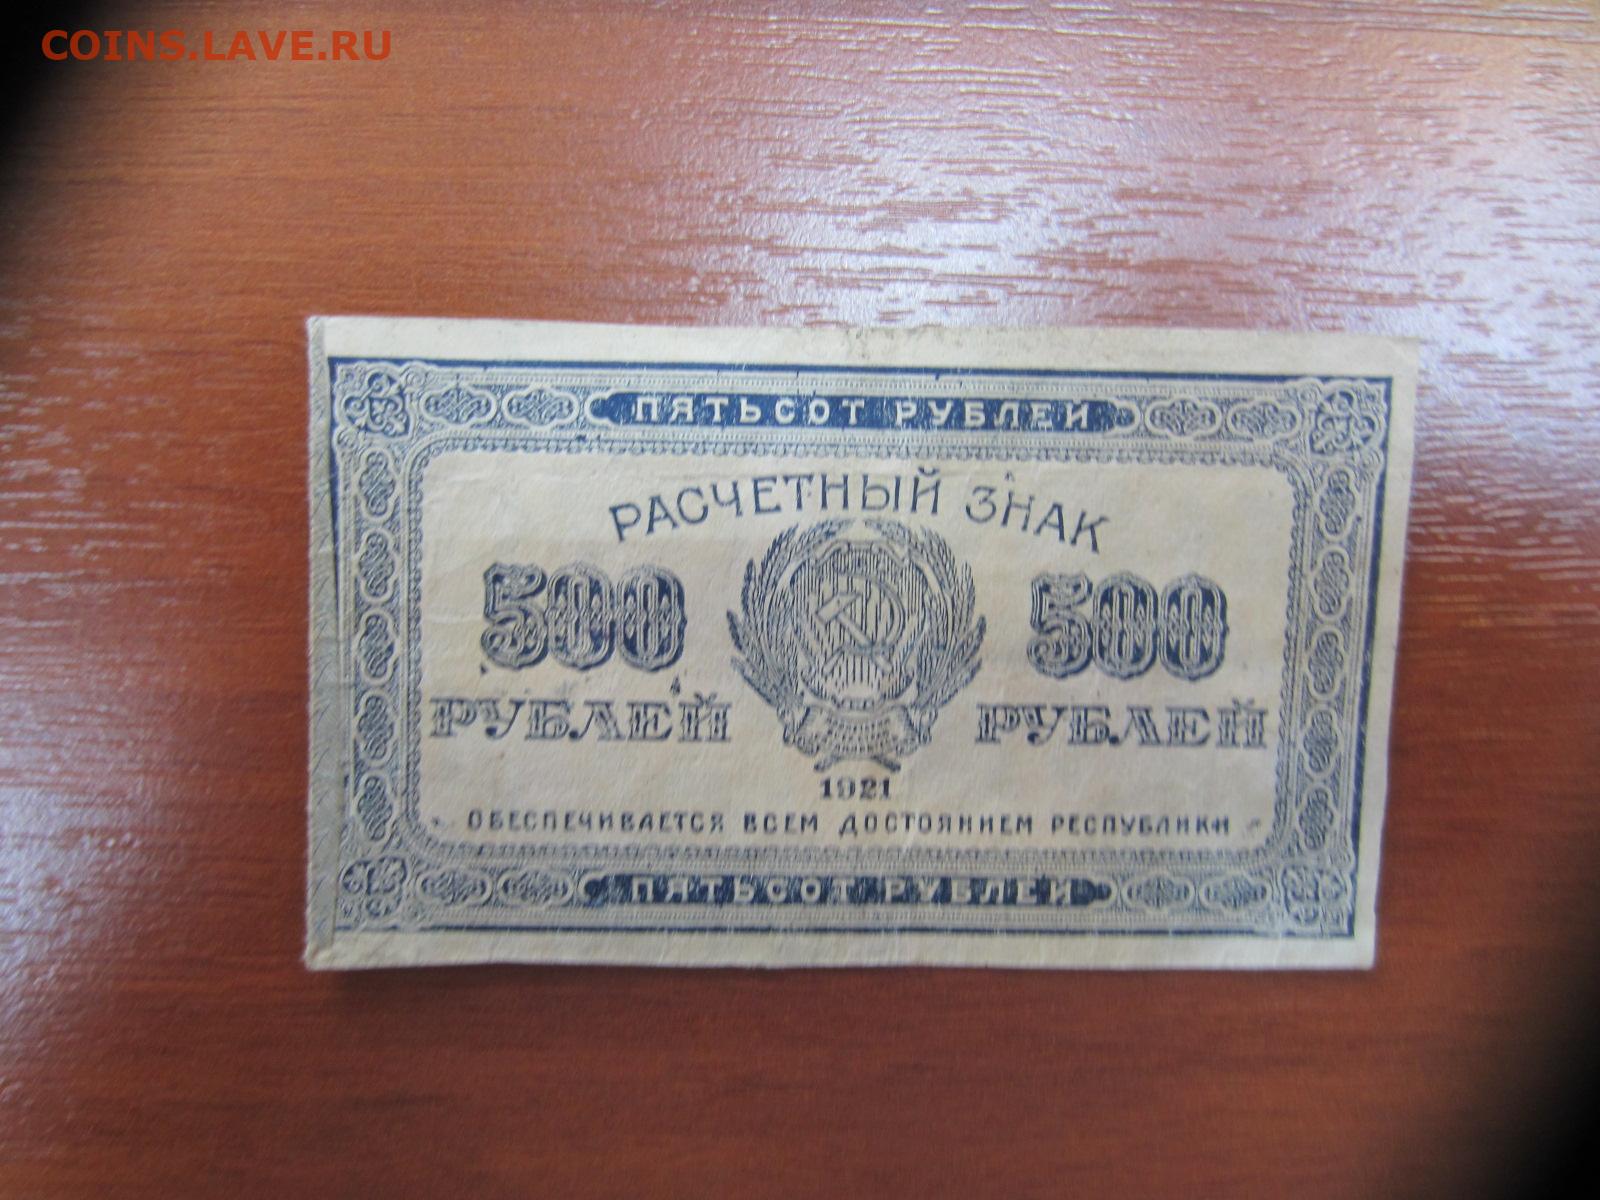 COINS.LAVE.RU
ПЯТЬСОТ РУБЛЕЙ
РАСЧЕТНЫЙ ЗНАК
500 500
РУБЛЕЙ РУБЛЕЙ
1921
ОБЕСПЕЧИВАЕТСЯ ВСЕМ ДОСТОЯНИЕМ РЕСПУБЛИКИ
ПЯТЬСОТ РУБЛЕЙ